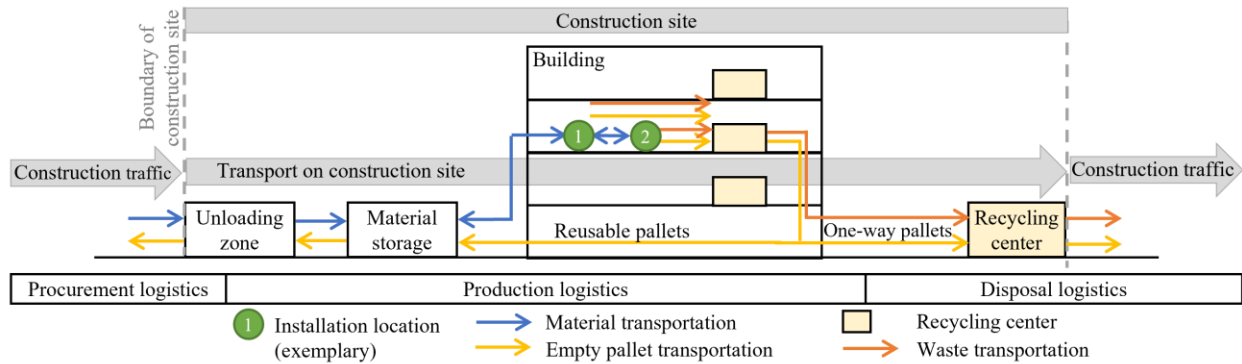 Construction site
Boundary of
construction site
Building
1
2
Construction traffic
Transport on construction site
Construction traffic
Unloading
zone
Material
storage
Reusable pallets
One-way pallets
Recycling
center
Procurement logistics
Production logistics
Disposal logistics
1
Installation location
(exemplary)
Material transportation
Empty pallet transportation
Recycling center
Waste transportation